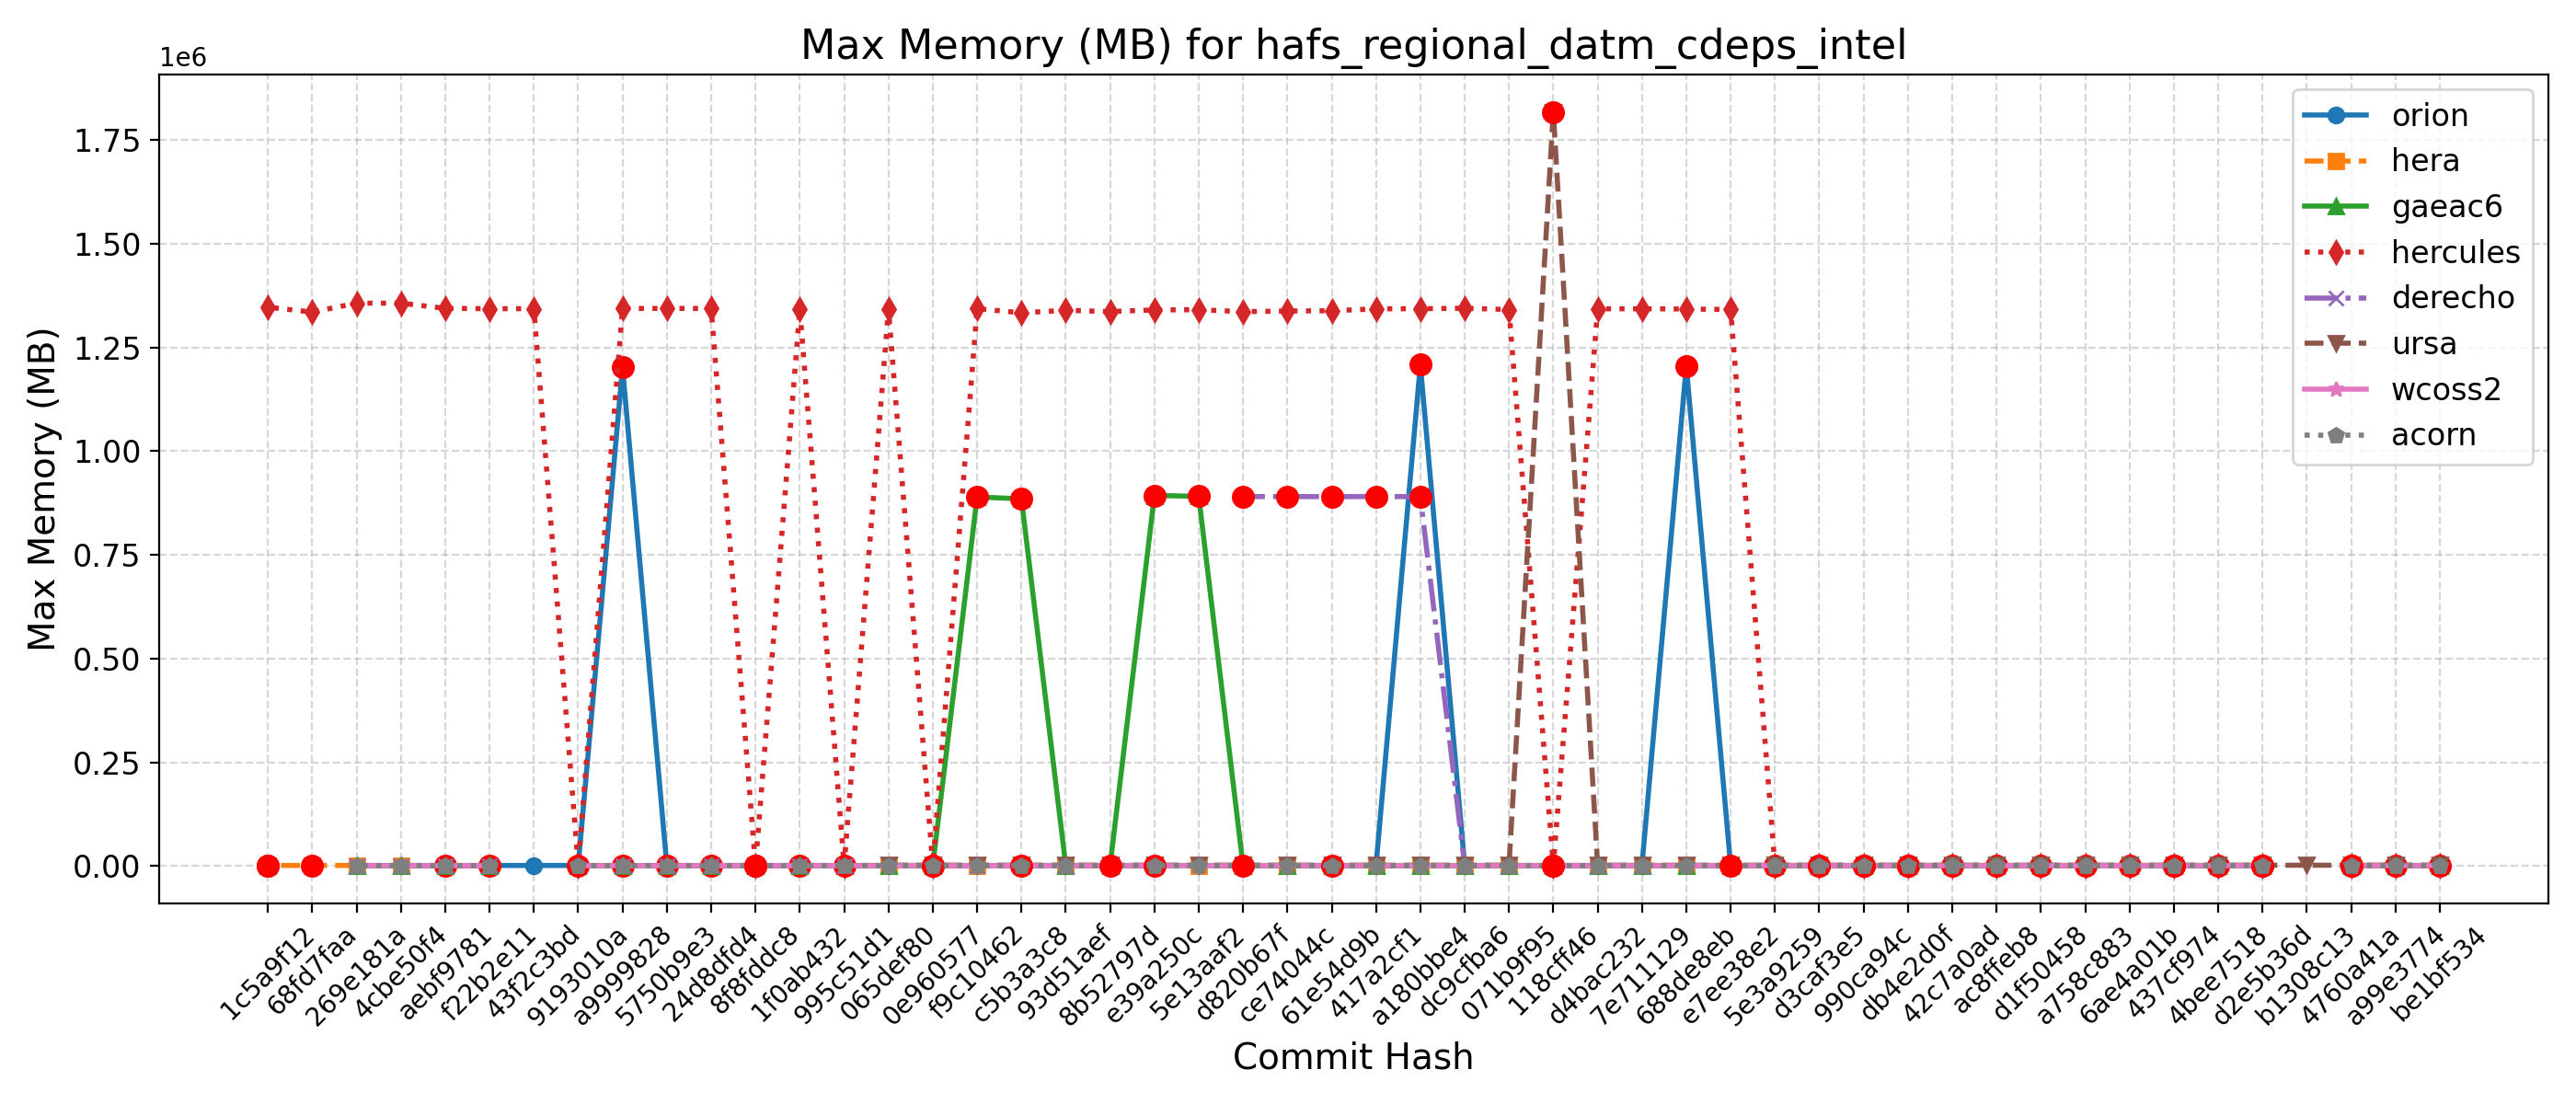 Max Memory (MB) for hafs_regional_datm_cdeps_intel
1e6
1.75
1.50
1.25
1.00
0.75
0.50
0.25
0.00
Max Memory (MB)
orion
hera
gaeac6
hercules
derecho
ursa
wcoss2
acorn
1c5a9f12
68fd7faa
269e181a
4cbe50f4
aebf9781
f22b2e11
43f2c3bd
9193010a
a9999828
5750b9e3
24d8dfd4
8f8fddc8
1f0ab432
995c51d1
065def80
0e960577
f9c10462
c5b3a3c8
93d51aef
8b52797d
e39a250c
5e13aaf2
d820b67f
ce74044c
61e54d9b
417a2cf1
a180bbe4
dc9cfba6
071b9f95
118cff46
d4bac232
7e711129
688de8eb
e7ee38e2
5e3a9259
d3caf3e5
990ca94c
db4e2d0f
42c7a0ad
ac8ffeb8
d1f50458
a758c883
6ae4a01b
437cf974
4bee7518
d2e5b36d
b1308c13
4760a41a
a99e3774
be1bf534
Commit Hash